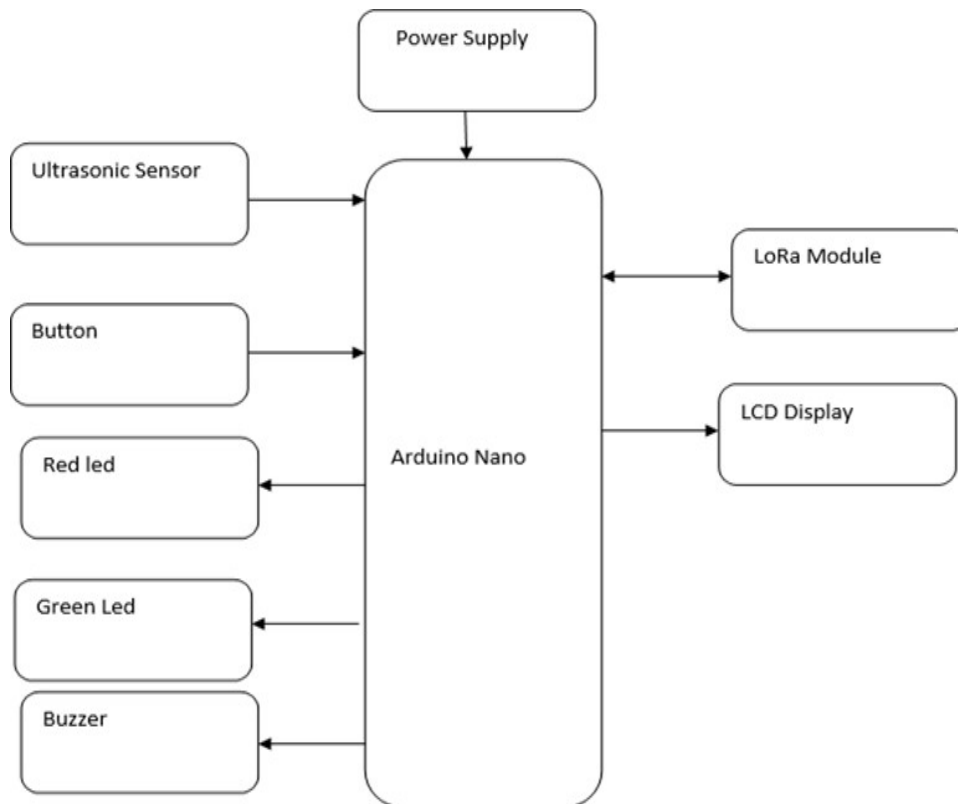 Power Supply
Ultrasonic Sensor
LoRa Module
Button
LCD Display
Arduino Nano
Red led
Green Led
Buzzer